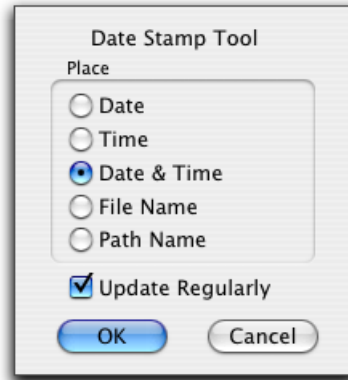 Date Stamp Tool
Place
Date
Time
Date & Time
File Name
Path Name
Update Regularly
OK Cancel